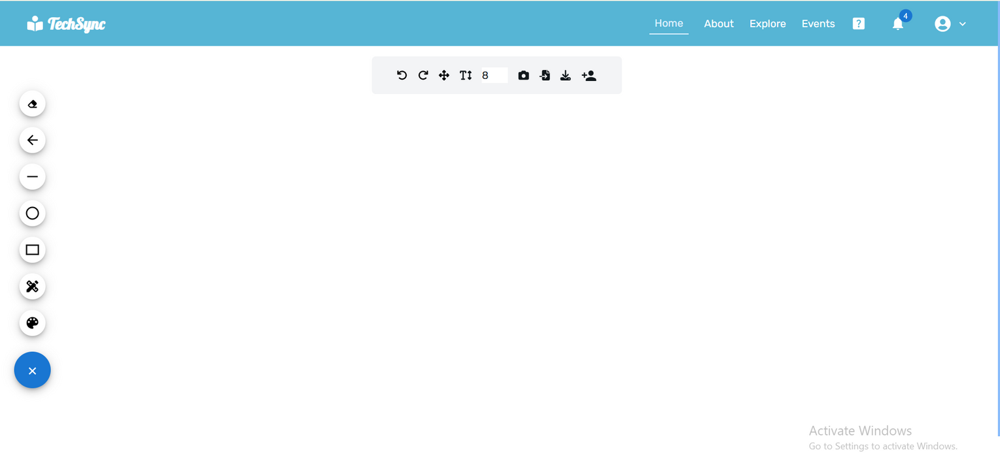 TechSync
Home About Explore Events ? 4
T 8
Activate Windows
Go to Settings to activate Windows.